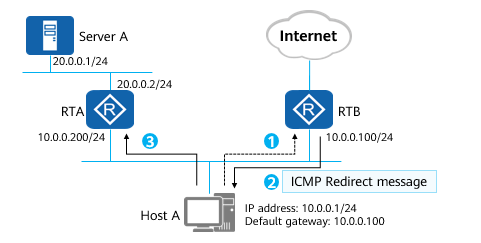 Server A
Internet
20.0.0.1/24
20.0.0.2/24
RTA
R
R
RTB
10.0.0.200/24
3
1
10.0.0.100/24
2
ICMP Redirect message
Host A
IP address: 10.0.0.1/24
Default gateway: 10.0.0.100